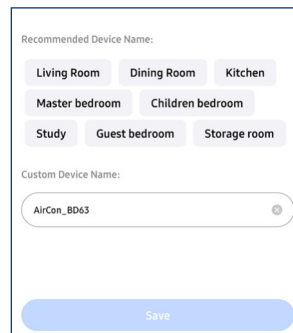 Recommended Device Name:
Living Room Dining Room Kitchen
Master bedroom Children bedroom
Study Guest bedroom Storage room
Custom Device Name:
AirCon_BD63
Save